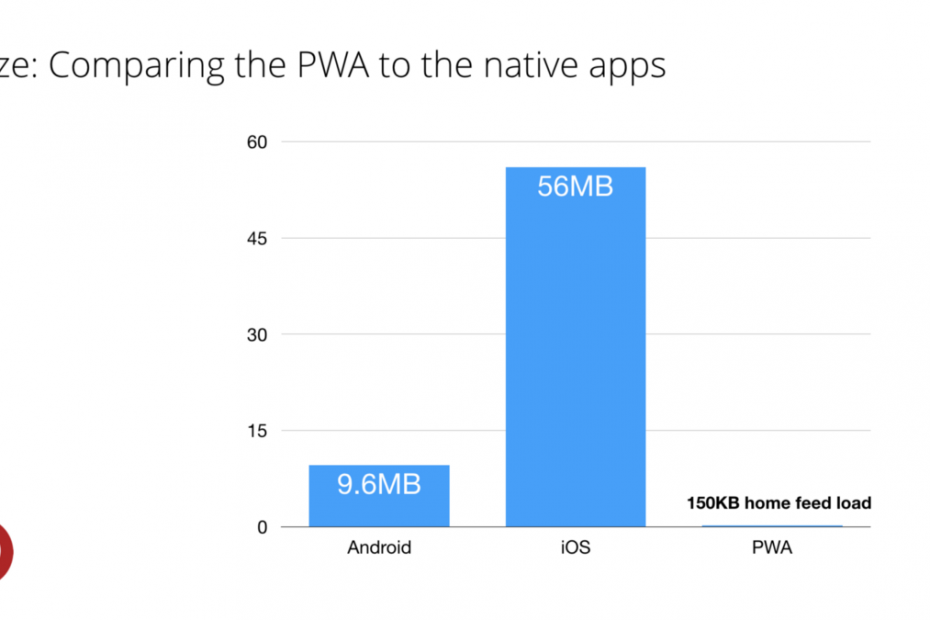 ze: Comparing the PWA to the native apps
60
56MB
45
30
15
9.6MB
150KB home feed load
0
Android iOS PWA